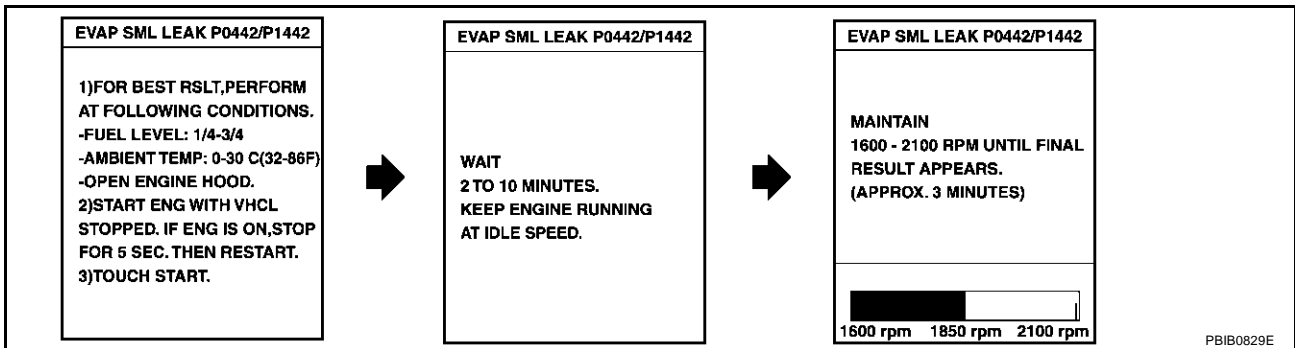 EVAP SML LEAK P0442/P1442
1)FOR BEST RSLT,PERFORM
AT FOLLOWING CONDITIONS.
-FUEL LEVEL: 1/4-3/4
-AMBIENT TEMP: 0-30 C(32-86F)
-OPEN ENGINE HOOD.
2)START ENG WITH VHCL
STOPPED. IF ENG IS ON,STOP
FOR 5 SEC. THEN RESTART.
3)TOUCH START.
EVAP SML LEAK P0442/P1442
WAIT
2 TO 10 MINUTES.
KEEP ENGINE RUNNING
AT IDLE SPEED.
EVAP SML LEAK P0442/P1442
MAINTAIN
1600 - 2100 RPM UNTIL FINAL
RESULT APPEARS.
(APPROX. 3 MINUTES)
1600 rpm 1850 rpm 2100 rpm
PBIB0829E